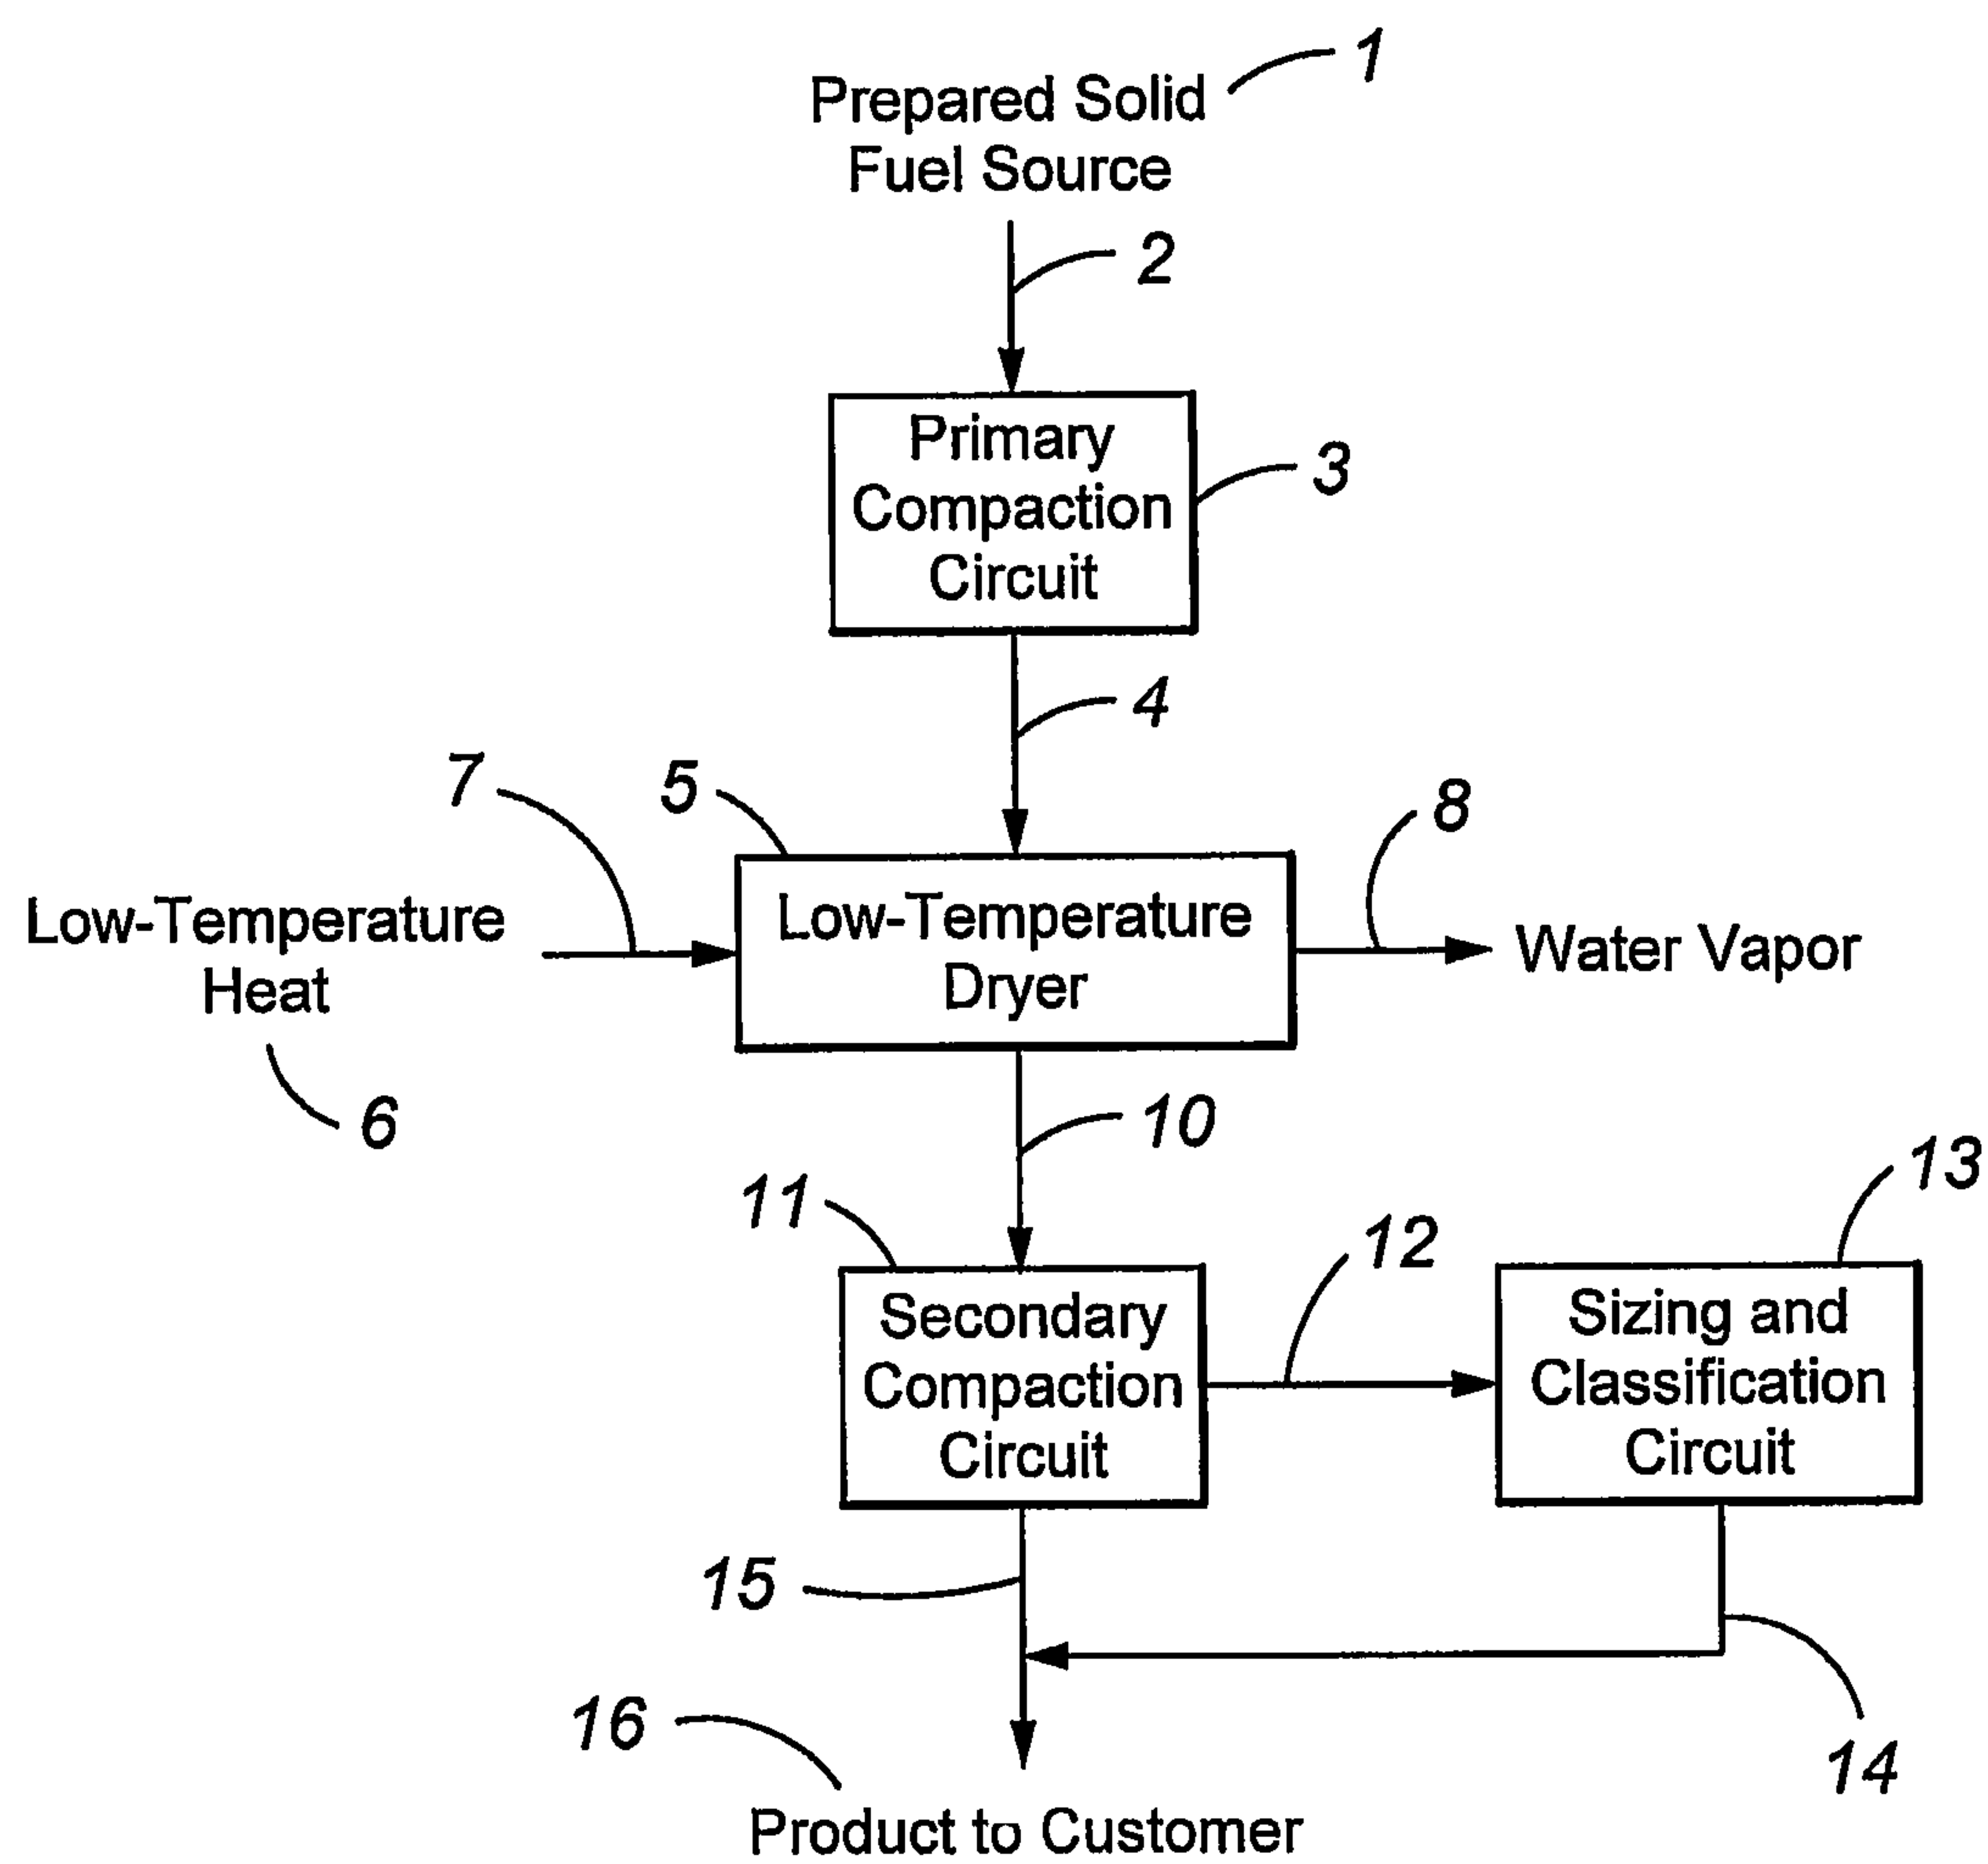 1
Prepared Solid
Fuel Source
2
Primary
Compaction
Circuit
3
4
7
5
8
Low-Temperature
Heat
Low-Temperature
Dryer
Water Vapor
6
10
11
12
13
Secondary
Compaction
Circuit
Sizing and
Classification
Circuit
15
16
14
Product to Customer